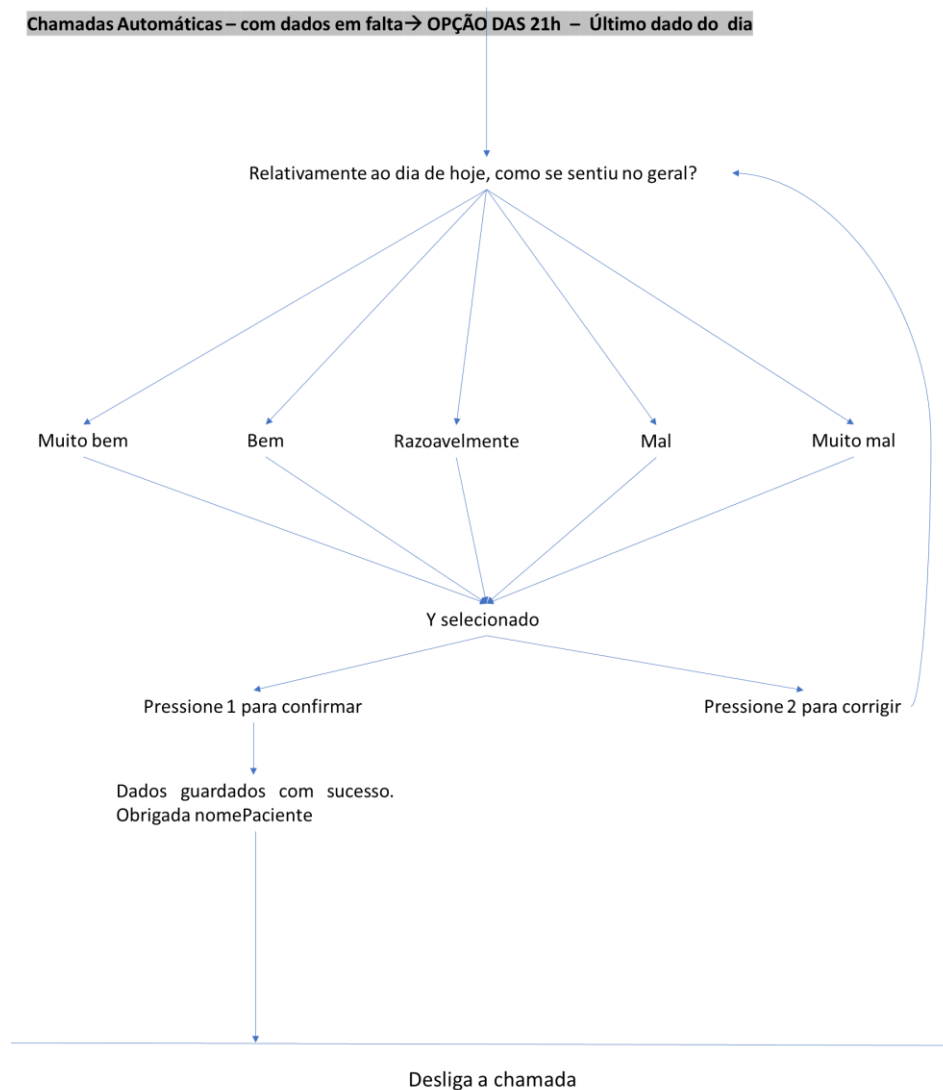 Chamadas Automáticas – com dados em falta→ OPÇÃO DAS 21h – Último dado do dia
Relativamente ao dia de hoje, como se sentiu no geral?
Muito bem Bem Razoavelmente Mal Muito mal
Y selecionado
Pressione 1 para confirmar Pressione 2 para corrigir
Dados guardados com sucesso.
Obrigada nomePaciente
Desliga a chamada